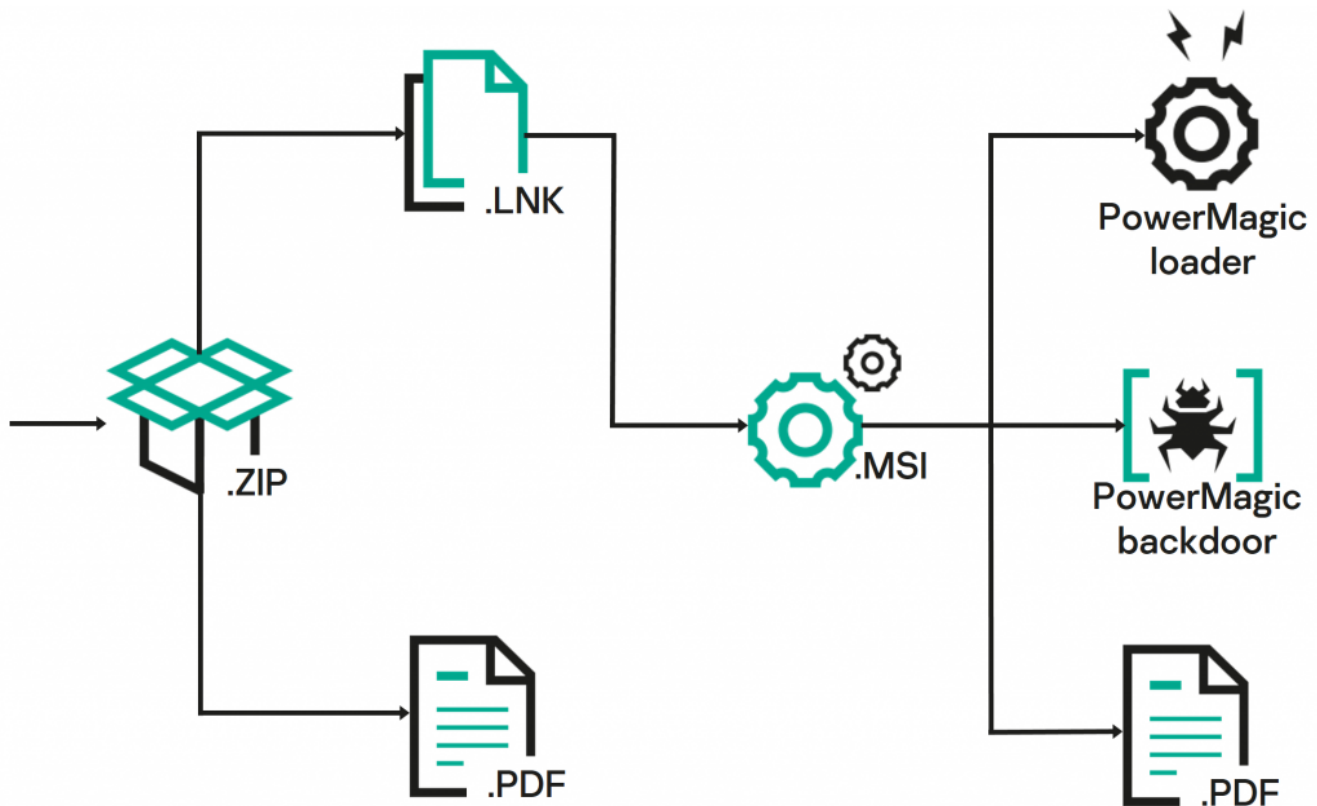 .LNK
PowerMagic
loader
.ZIP
.MSI
PowerMagic
backdoor
.PDF
.PDF